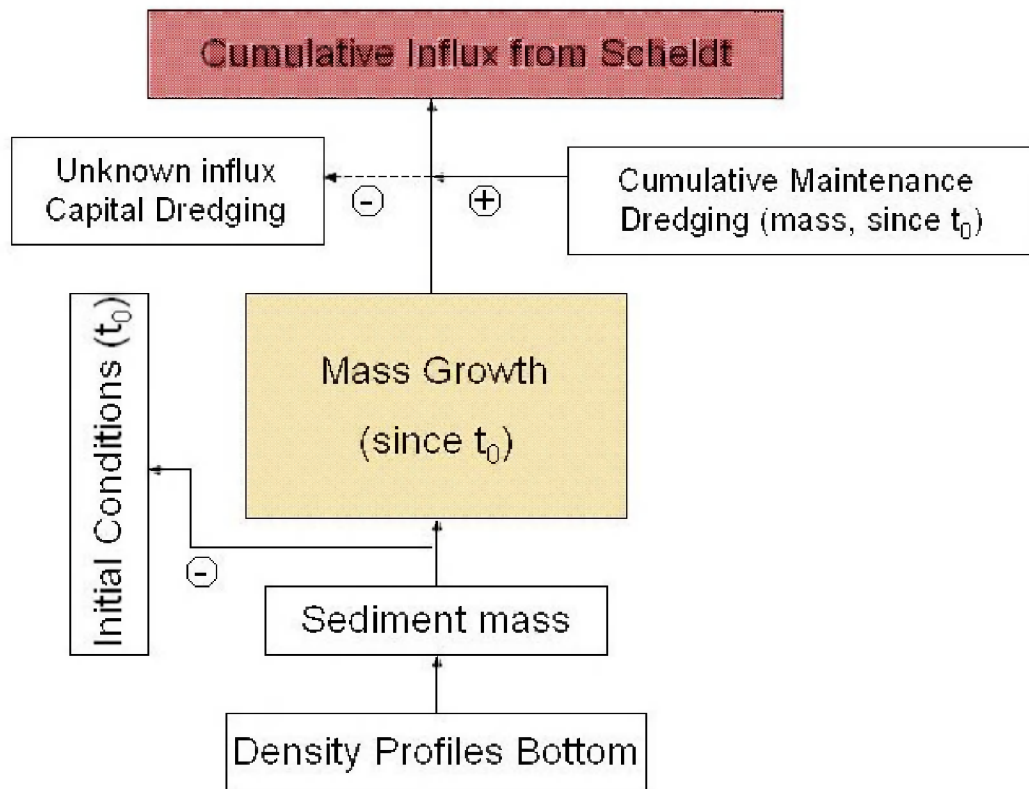 Cumulative Influx from Scheldt
Unknown influx
Capital Dredging
-
+
Cumulative Maintenance
Dredging (mass, since t₀)
Initial Conditions (t₀)
Mass Growth
(since t₀)
-
Sediment mass
Density Profiles Bottom